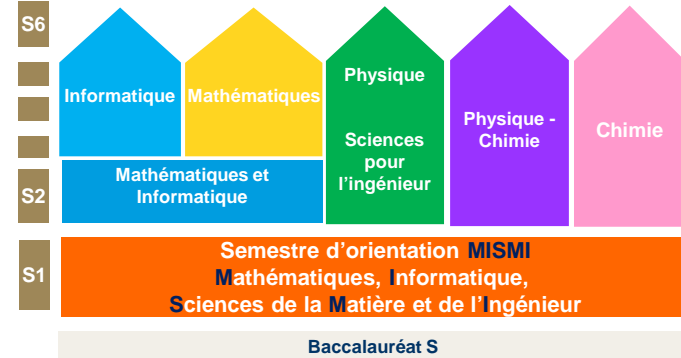 S6
Informatique
Mathématiques
Physique
Sciences
pour
l'ingénieur
Physique -
Chimie
Chimie
S2
Mathématiques et
Informatique
S1
Semestre d'orientation MISMI
Mathématiques, Informatique,
Sciences de la Matière et de l'Ingénieur
Baccalauréat S